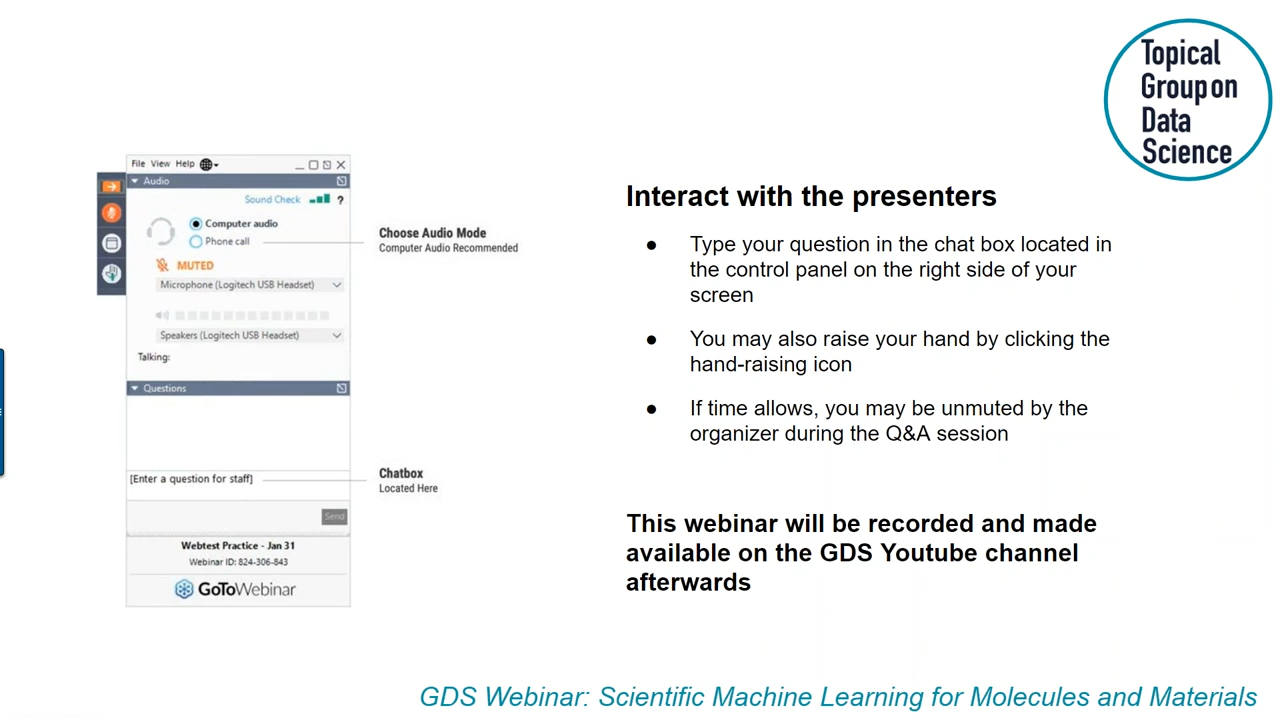 Topical
Group on
Data
Science
File View Help
Audio
Sound Check ?
Computer audio
Phone call
MUTED
Microphone (Logitech USB Headset)
Speakers (Logitech USB Headset)
Talking:
Questions
[Enter a question for staff]
Send
Webtest Practice - Jan 31
Webinar ID: 824-306-843
GoToWebinar
Choose Audio Mode
Computer Audio Recommended
Chatbox
Located Here
Interact with the presenters
● Type your question in the chat box located in
the control panel on the right side of your
screen
● You may also raise your hand by clicking the
hand-raising icon
● If time allows, you may be unmuted by the
organizer during the Q&A session
This webinar will be recorded and made
available on the GDS Youtube channel
afterwards
GDS Webinar: Scientific Machine Learning for Molecules and Materials